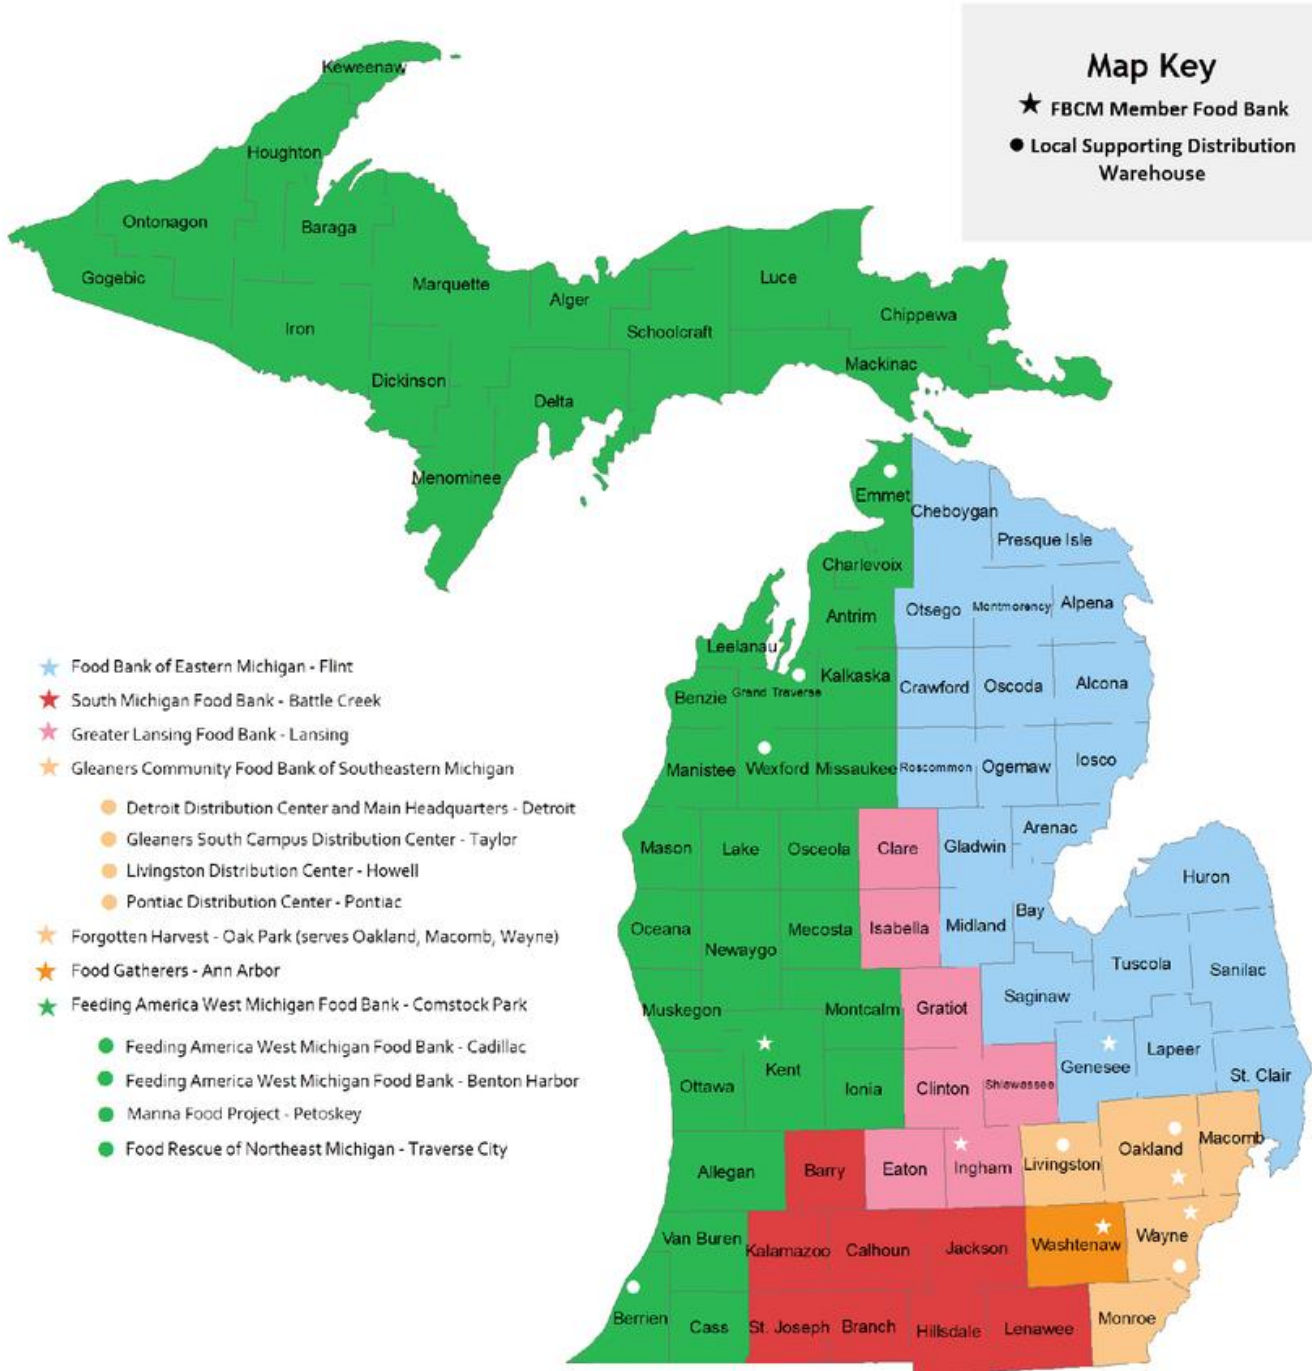 Map Key
FBCM Member Food Bank
Local Supporting Distribution
Warehouse
Keweenaw
Houghton
Ontonagon
Baraga
Gogebic
Marquette
Alger
Luce
Iron
Schoolcraft
Chippewa
Mackinac
Dickinson
Delta
Menominee
Emmet
Cheboygan
Presque Isle
Charlevoix
Antrim
Otsego
Montmorency
Alpena
Leelanau
Kalkaska
Benzie
Grand Traverse
Crawford
Oscoda
Alcona
Manistee
Wexford
Missaukee
Roscommon
Ogemaw
Iosco
Mason
Lake
Osceola
Clare
Gladwin
Arenac
Huron
Oceana
Newaygo
Mecosta
Isabella
Midland
Bay
Tuscola
Sanilac
Muskegon
Montcalm
Gratiot
Saginaw
Ottawa
Kent
Ionia
Clinton
Shiawassee
Genesee
Lapeer
St. Clair
Allegan
Barry
Eaton
Ingham
Livingston
Oakland
Macomb
Van Buren
Kalamazoo
Calhoun
Jackson
Washtenaw
Wayne
Berrien
Cass
St. Joseph
Branch
Hillsdale
Lenawee
Monroe
Food Bank of Eastern Michigan - Flint
South Michigan Food Bank - Battle Creek
Greater Lansing Food Bank - Lansing
Gleaners Community Food Bank of Southeastern Michigan
Detroit Distribution Center and Main Headquarters - Detroit
Gleaners South Campus Distribution Center - Taylor
Livingston Distribution Center - Howell
Pontiac Distribution Center - Pontiac
Forgotten Harvest - Oak Park (serves Oakland, Macomb, Wayne)
Food Gatherers - Ann Arbor
Feeding America West Michigan Food Bank - Comstock Park
Feeding America West Michigan Food Bank - Cadillac
Feeding America West Michigan Food Bank - Benton Harbor
Manna Food Project - Petoskey
Food Rescue of Northeast Michigan - Traverse City